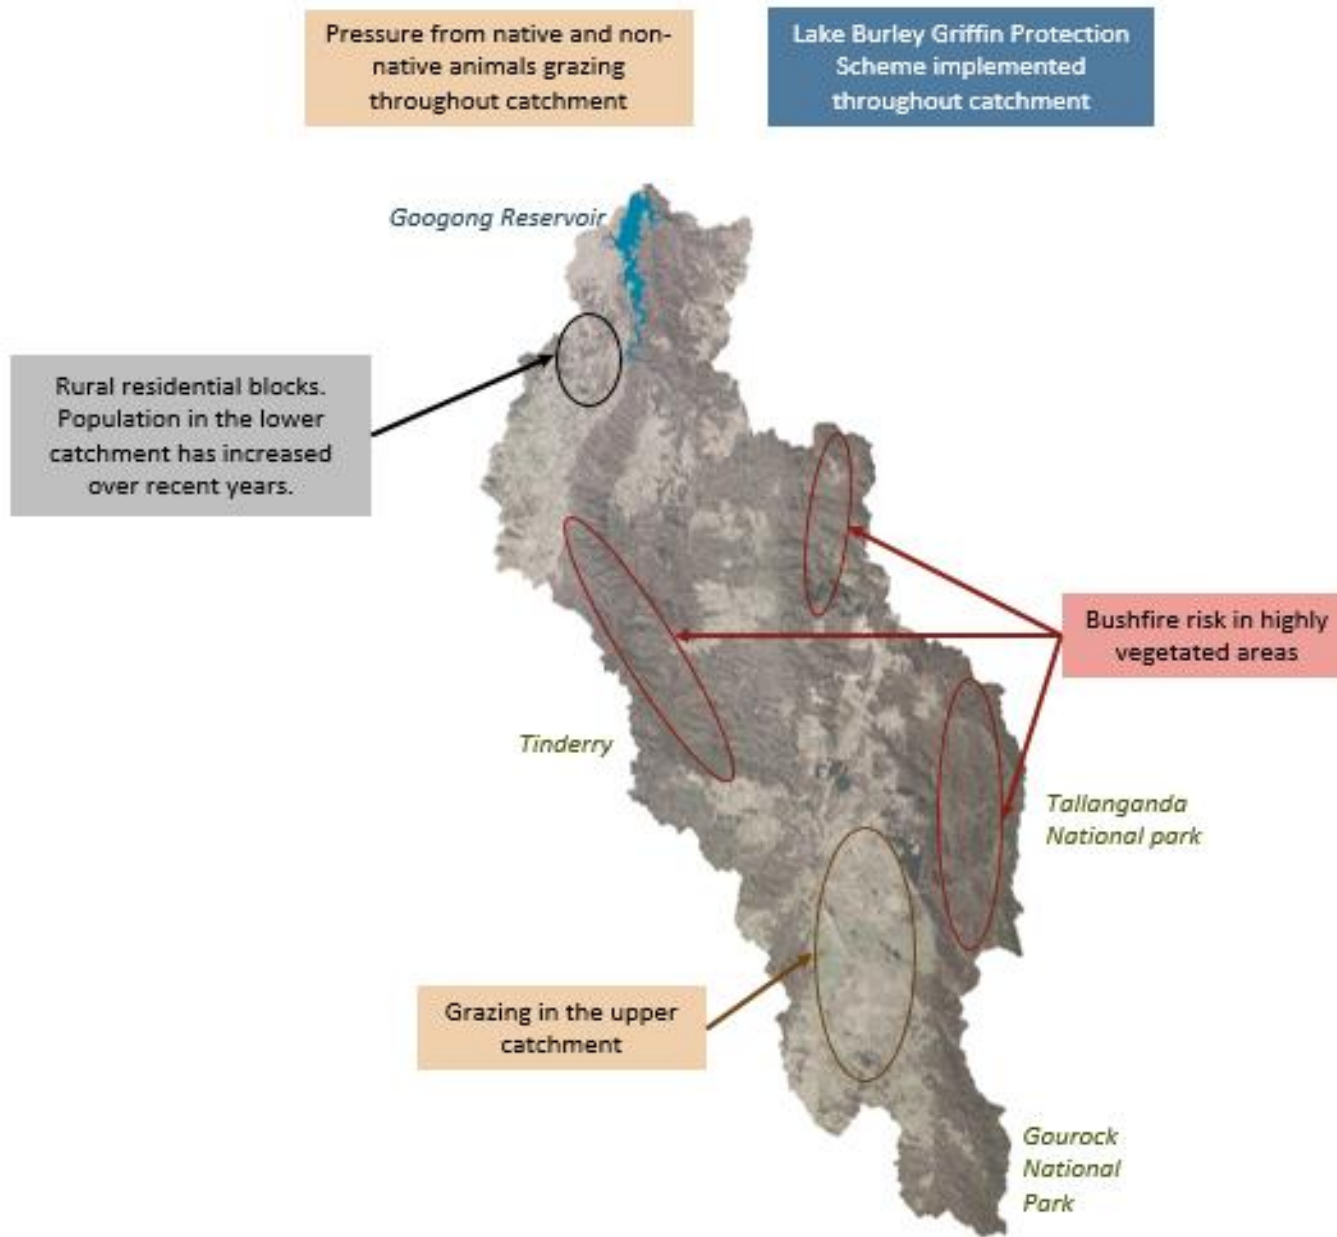 Pressure from native and non-
native animals grazing
throughout catchment
Lake Burley Griffin Protection
Scheme implemented
throughout catchment
Googong Reservoir
Rural residential blocks.
Population in the lower
catchment has increased
over recent years.
Bushfire risk in highly
vegetated areas
Tinderry
Tallanganda
National park
Grazing in the upper
catchment
Gourock
National
Park